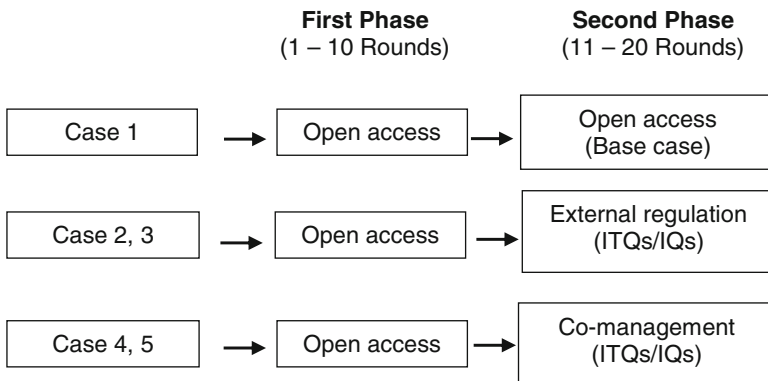 First Phase
(1 – 10 Rounds)
Second Phase
(11 – 20 Rounds)
Case 1
Open access
Open access
(Base case)
Case 2, 3
Open access
External regulation
(ITQs/IQs)
Case 4, 5
Open access
Co-management
(ITQs/IQs)